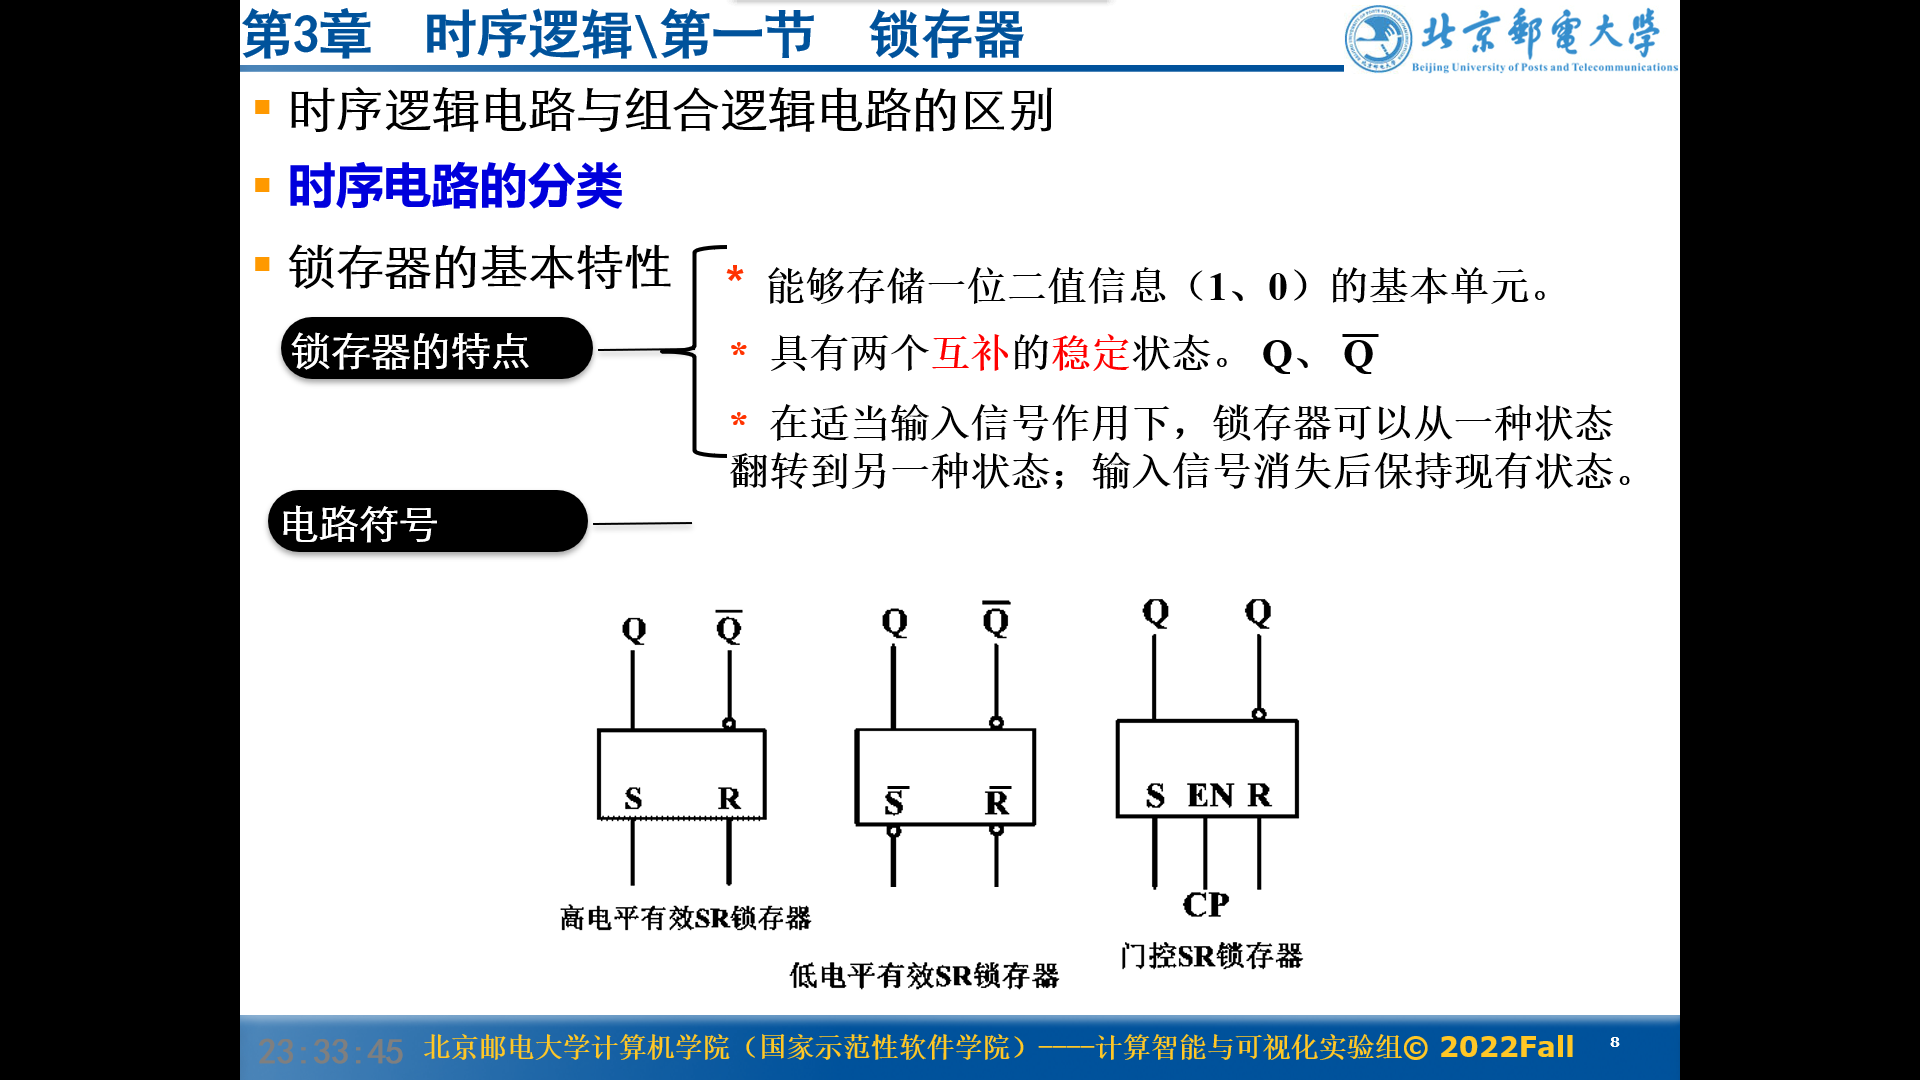 第3章 时序逻辑\第一节 锁存器
北京郵電大学
Beijing University of Posts and Telecommunications
时序逻辑电路与组合逻辑电路的区别
时序电路的分类
锁存器的基本特性
* 能够存储一位二值信息（1、0）的基本单元。
锁存器的特点
* 具有两个互补的稳定状态。 Q、 Q̅
* 在适当输入信号作用下，锁存器可以从一种状态
翻转到另一种状态；输入信号消失后保持现有状态。
电路符号
Q Q̅ Q Q̅ Q Q
S R S̅ R̅ S EN R
CP
高电平有效SR锁存器
低电平有效SR锁存器
门控SR锁存器
23:33:45 北京邮电大学计算机学院（国家示范性软件学院）——计算智能与可视化实验组© 2022Fall 8